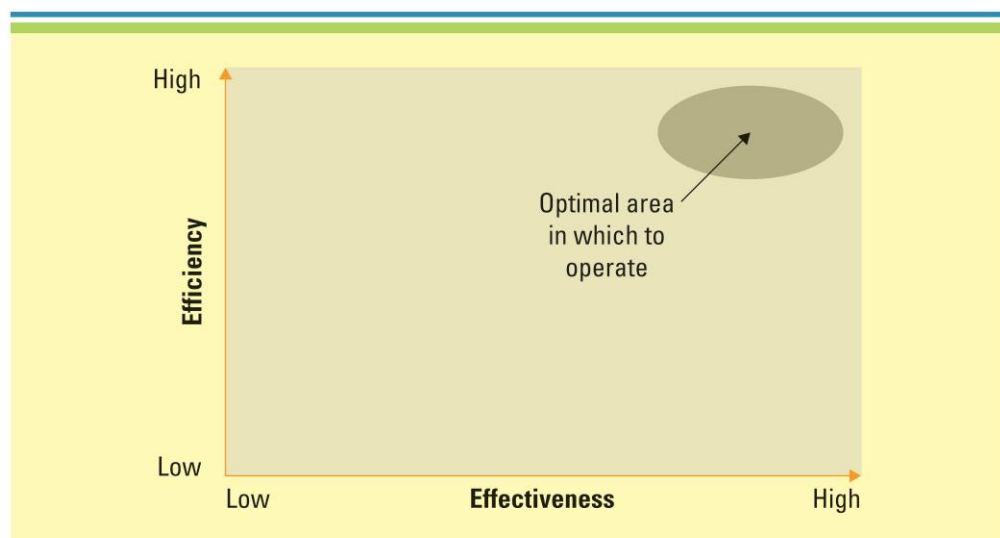 High
Optimal area
in which to
operate
Efficiency
Low
Low
Effectiveness
High